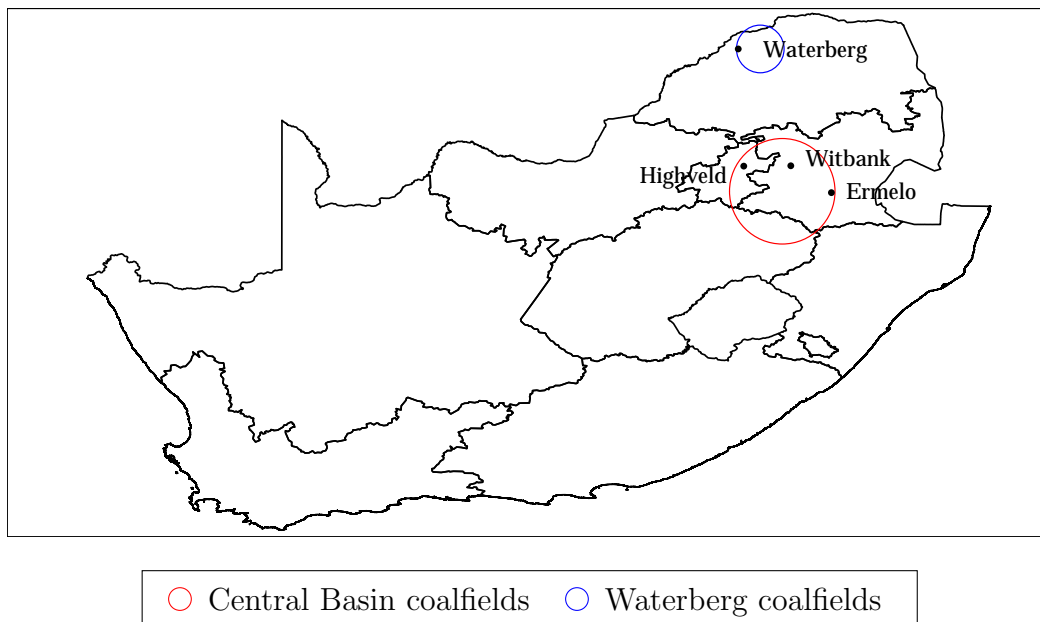 Waterberg
Witbank
Highveld
Ermelo
Central Basin coalfields
Waterberg coalfields